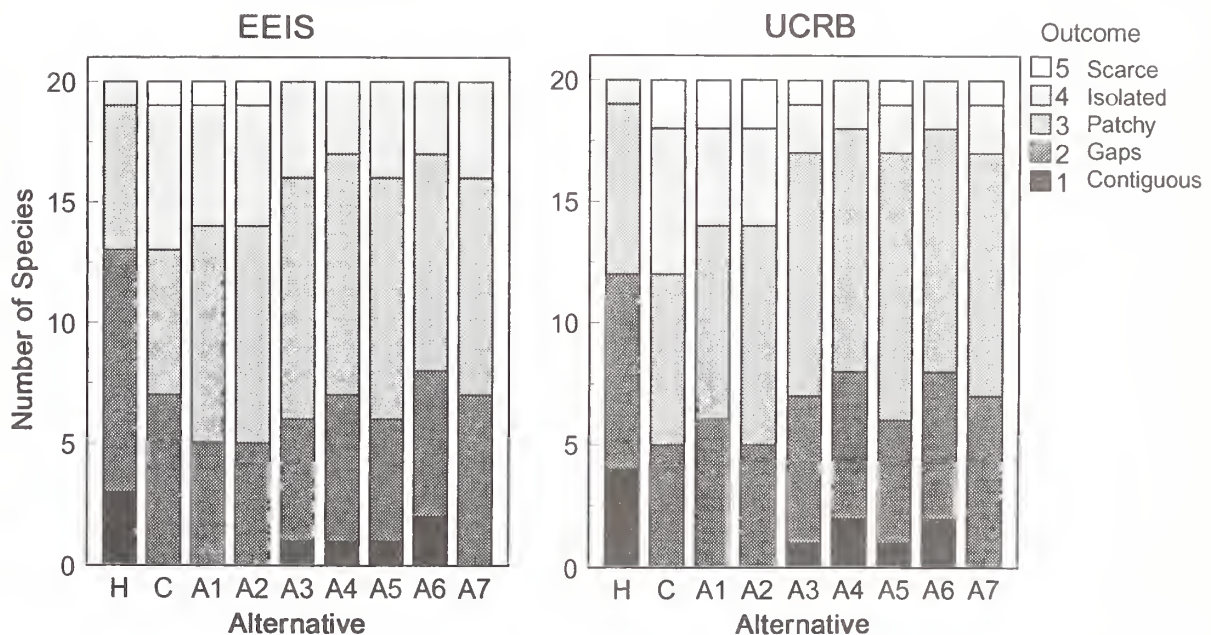 EEIS
UCRB
Outcome
5 Scarce
4 Isolated
3 Patchy
2 Gaps
1 Contiguous
Number of Species
20
15
10
5
0
H C A1 A2 A3 A4 A5 A6 A7
Alternative
20
15
10
5
0
H C A1 A2 A3 A4 A5 A6 A7
Alternative